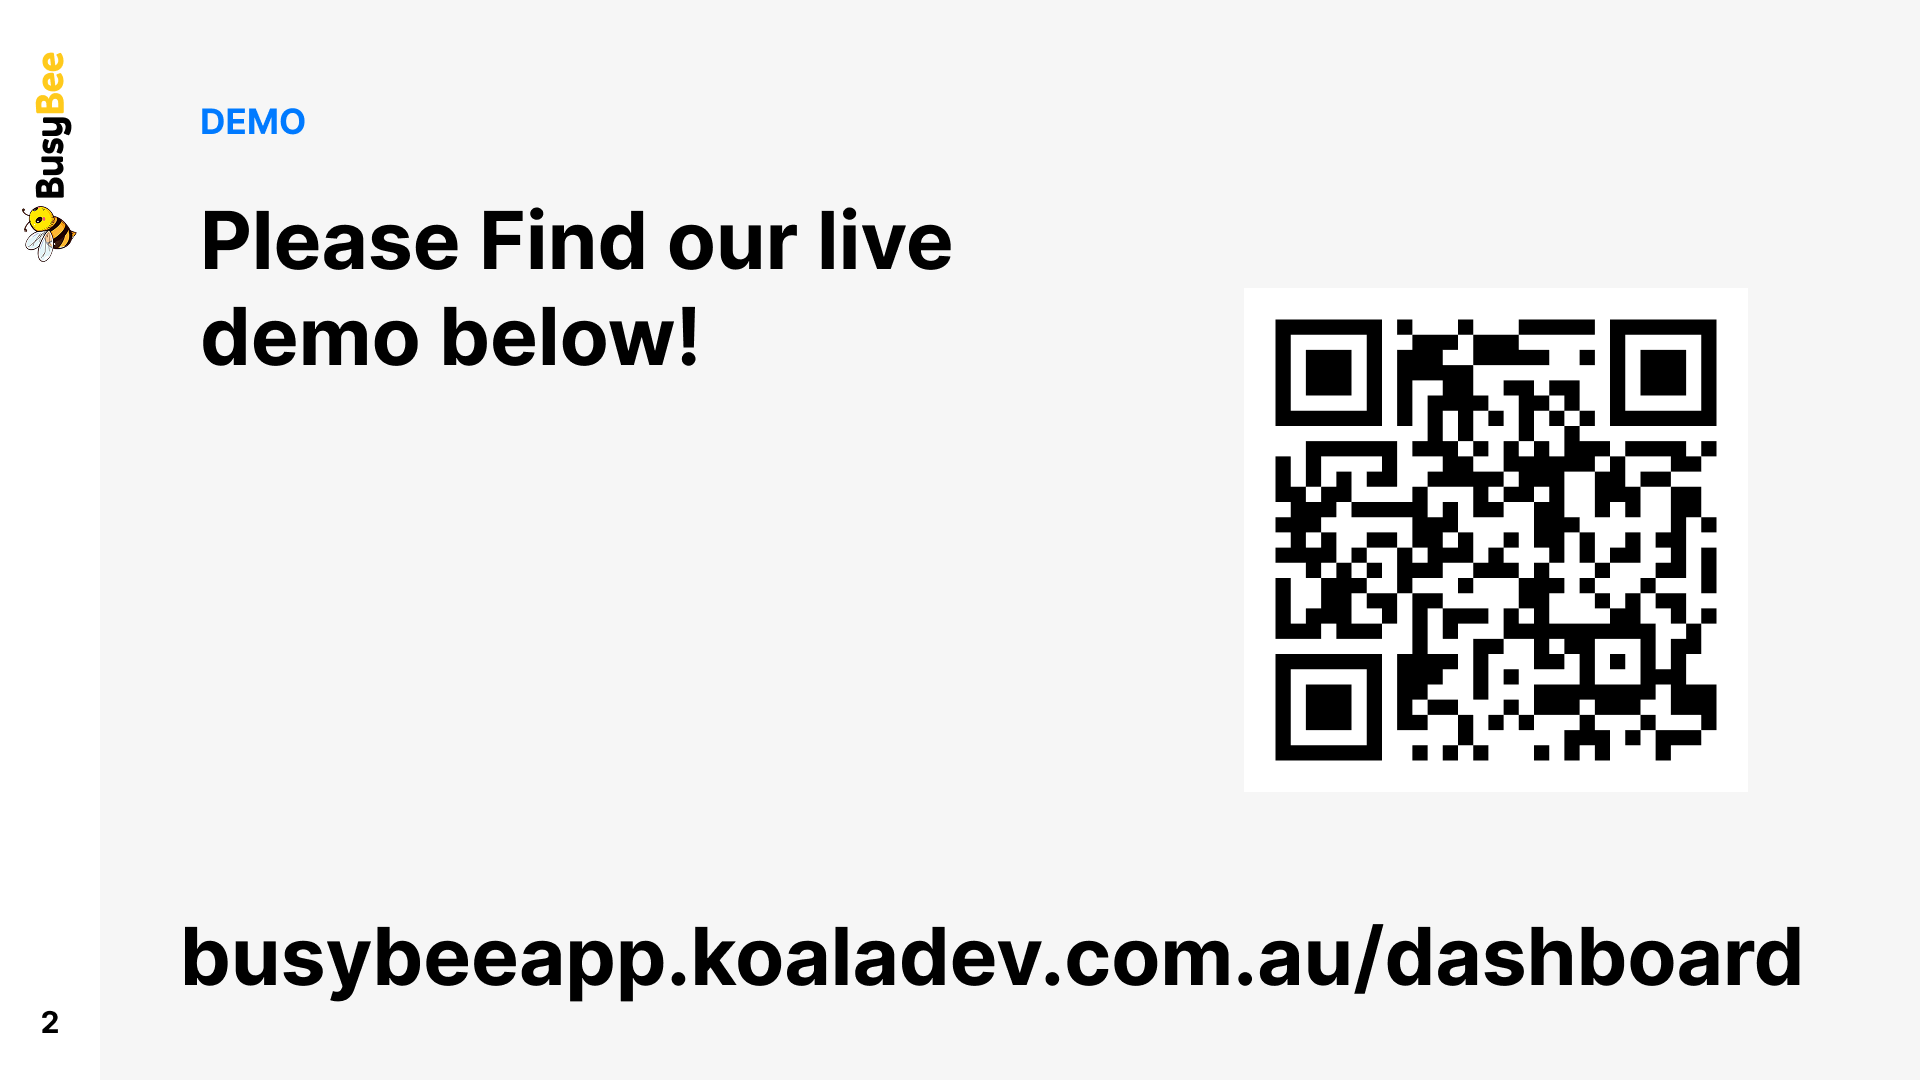 BusyBee
DEMO
Please Find our live
demo below!
busybeeapp.koaladev.com.au/dashboard
2